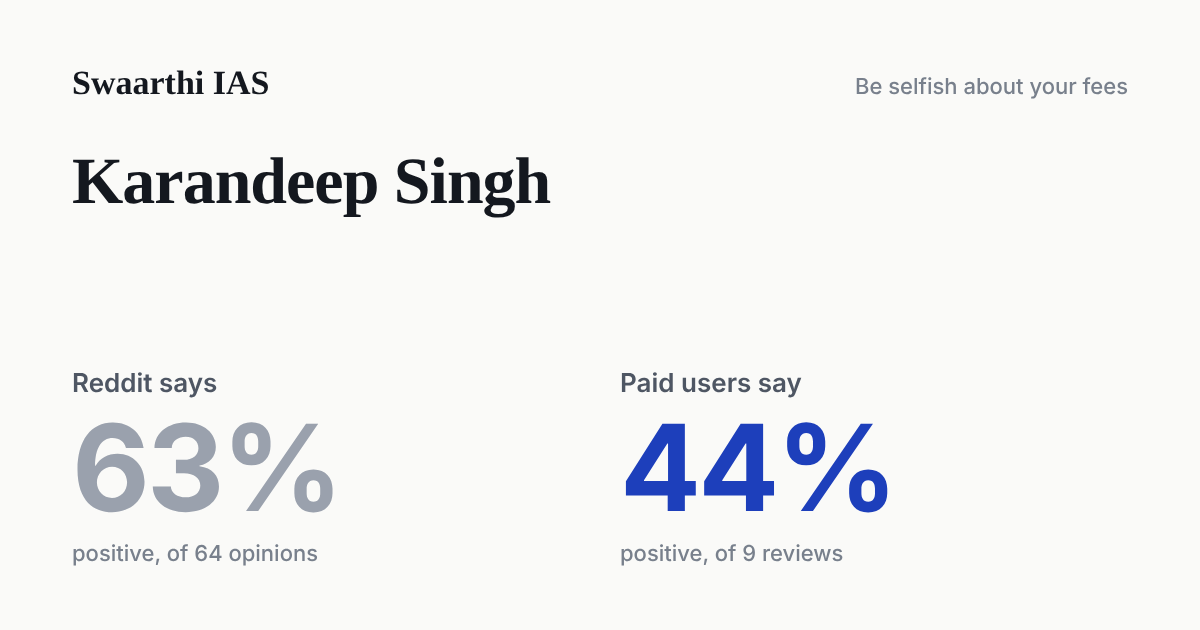 Swaarthi IAS
Be selfish about your fees
Karandeep Singh
Reddit says
63%
positive, of 64 opinions
Paid users say
44%
positive, of 9 reviews